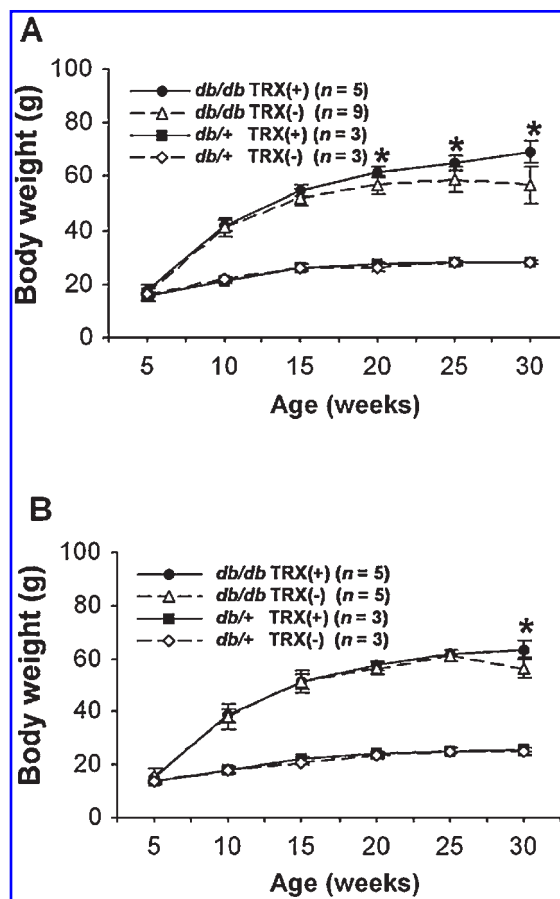 A
Body weight (g)
100
80
60
40
20
0
db/db TRX(+) (n = 5)
db/db TRX(-) (n = 9)
db/+ TRX(+) (n = 3)
db/+ TRX(-) (n = 3)
* * *
5 10 15 20 25 30
Age (weeks)
B
Body weight (g)
100
80
60
40
20
0
db/db TRX(+) (n = 5)
db/db TRX(-) (n = 5)
db/+ TRX(+) (n = 3)
db/+ TRX(-) (n = 3)
*
5 10 15 20 25 30
Age (weeks)